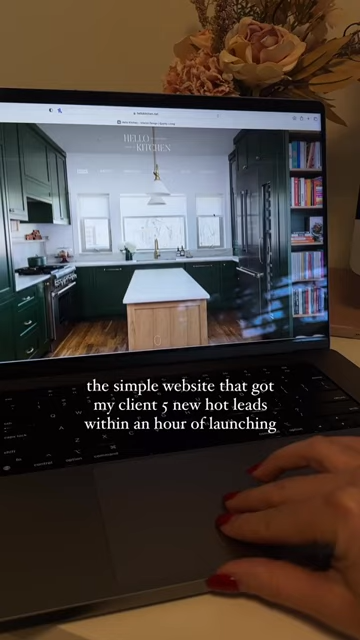 HELLO
KITCHEN
the simple website that got
my client 5 new hot leads
within an hour of launching